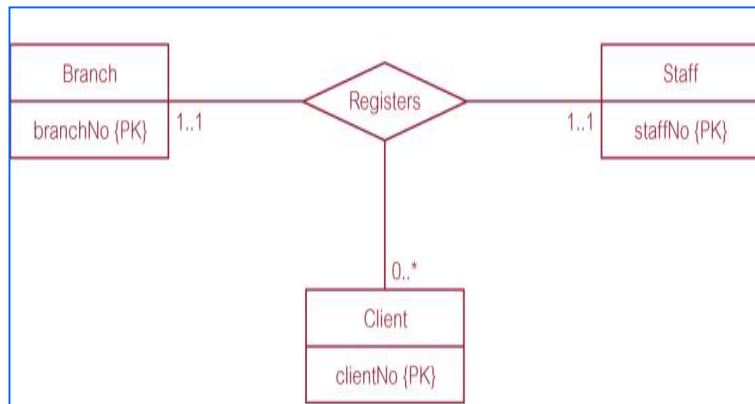 Branch
branchNo {PK}
1..1
Registers
1..1
Staff
staffNo {PK}
0..*
Client
clientNo {PK}